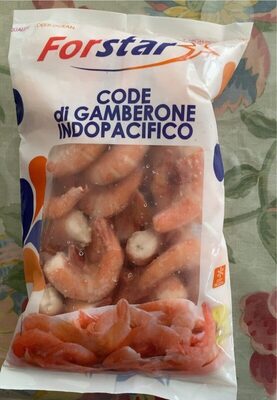 Forstar
CODE
di GAMBERONE
INDOPACIFICO